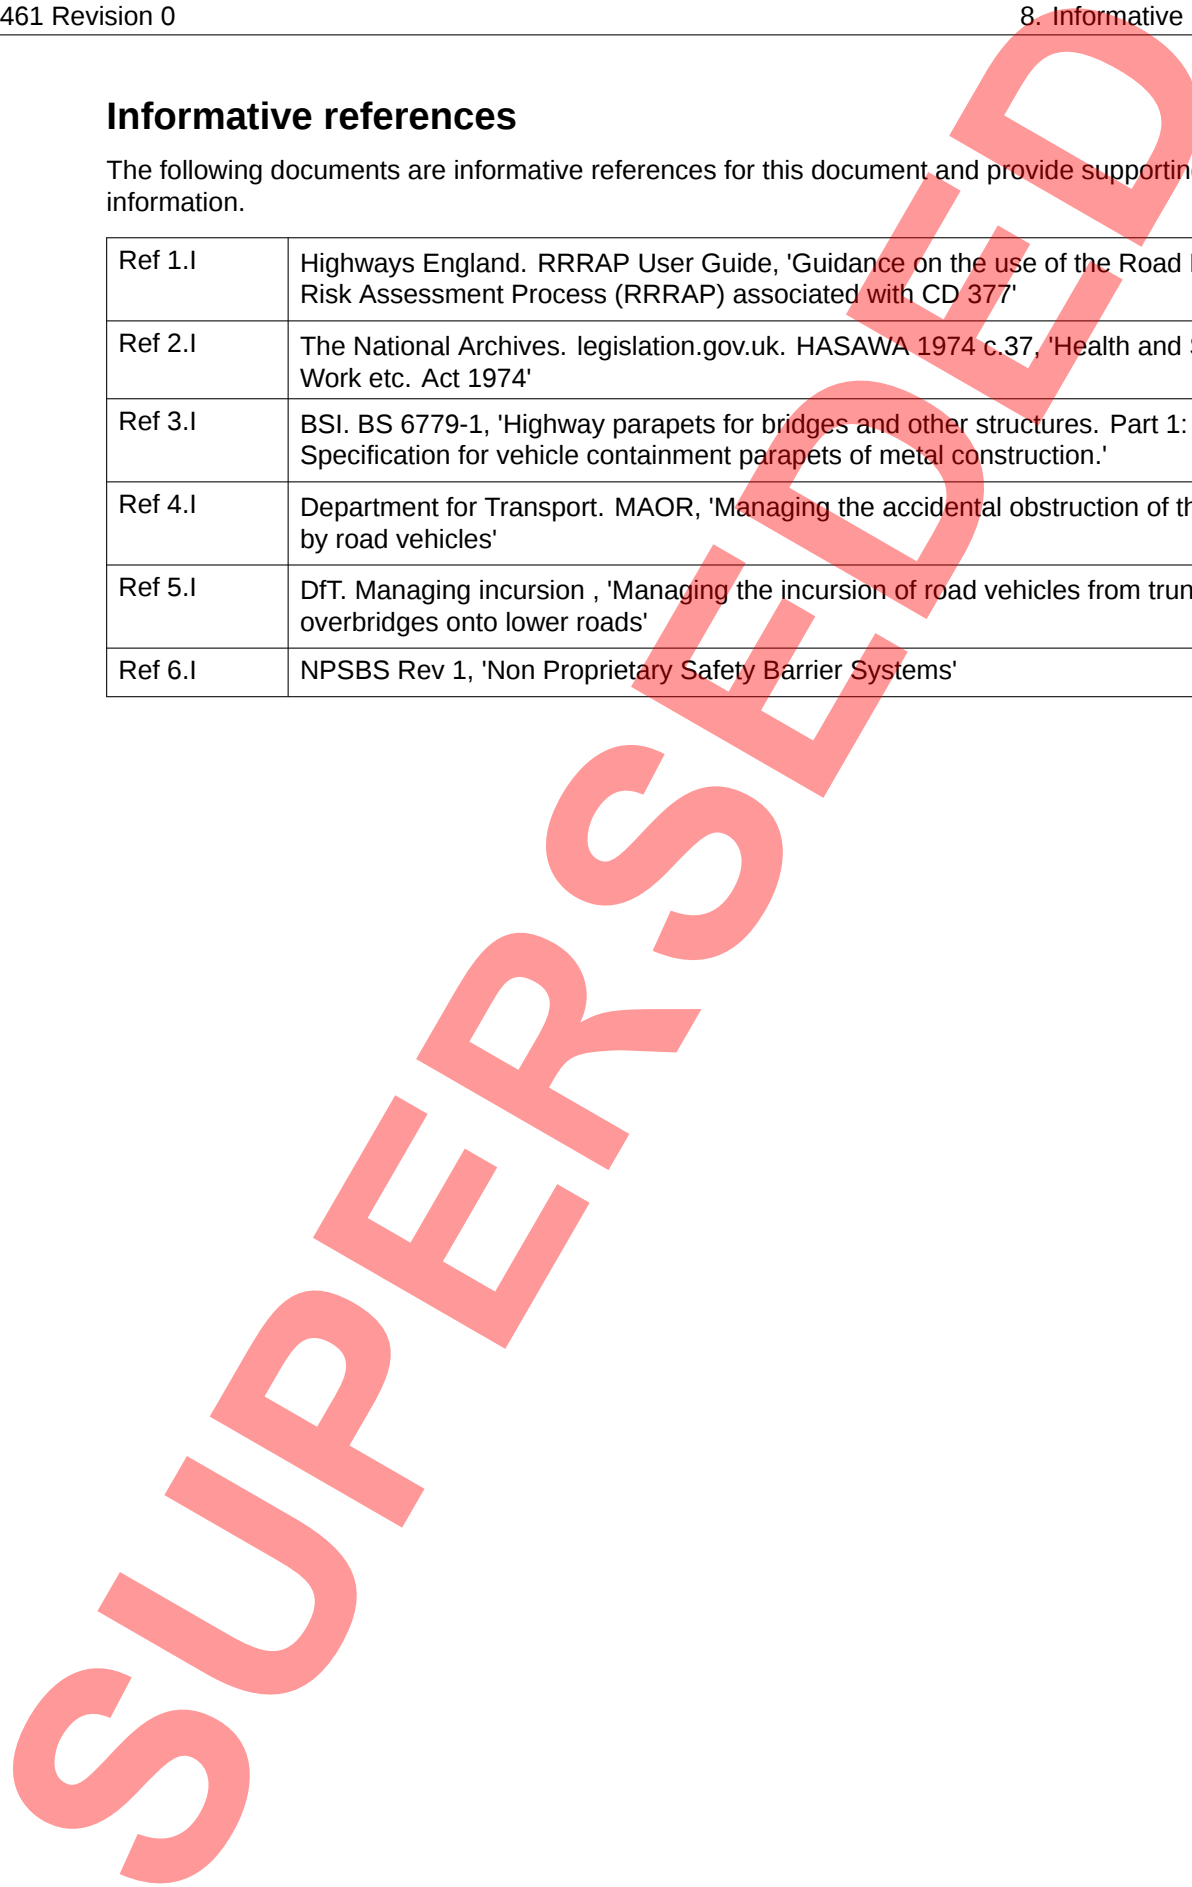 461 Revision 0
8. Informative
Informative references
The following documents are informative references for this document and provide supporting
information.
Ref 1.I
Highways England. RRRAP User Guide, 'Guidance on the use of the Road
Risk Assessment Process (RRRAP) associated with CD 377'
Ref 2.I
The National Archives. legislation.gov.uk. HASAWA 1974 c.37, 'Health and
Work etc. Act 1974'
Ref 3.I
BSI. BS 6779-1, 'Highway parapets for bridges and other structures. Part 1:
Specification for vehicle containment parapets of metal construction.'
Ref 4.I
Department for Transport. MAOR, 'Managing the accidental obstruction of
by road vehicles'
Ref 5.I
DfT. Managing incursion , 'Managing the incursion of road vehicles from
overbridges onto lower roads'
Ref 6.I
NPSBS Rev 1, 'Non Proprietary Safety Barrier Systems'
SUPERSEDED